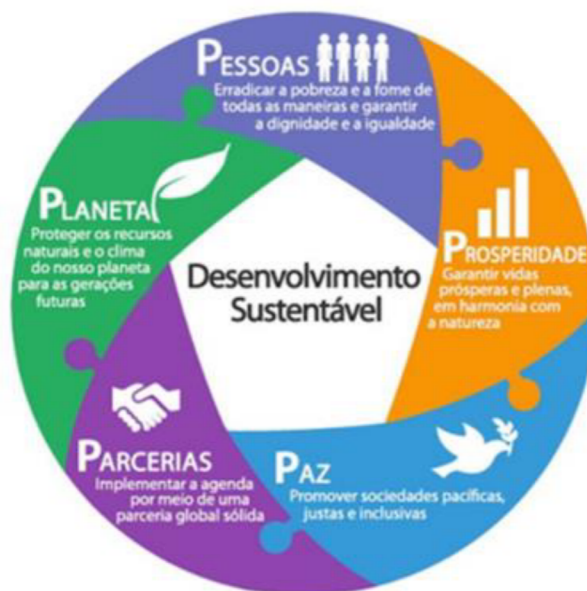 PESSOAS
Erradicar a pobreza e a fome de
todas as maneiras e garantir
a dignidade e a igualdade
PLANETA
Proteger os recursos
naturais e o clima
do nosso planeta
para as gerações
futuras
Desenvolvimento
Sustentável
PROSPERIDADE
Garantir vidas
prósperas e plenas,
em harmonia com
a natureza
PARCERIAS
Implementar a agenda
por meio de uma
parceria global sólida
PAZ
Promover sociedades pacíficas,
justas e inclusivas